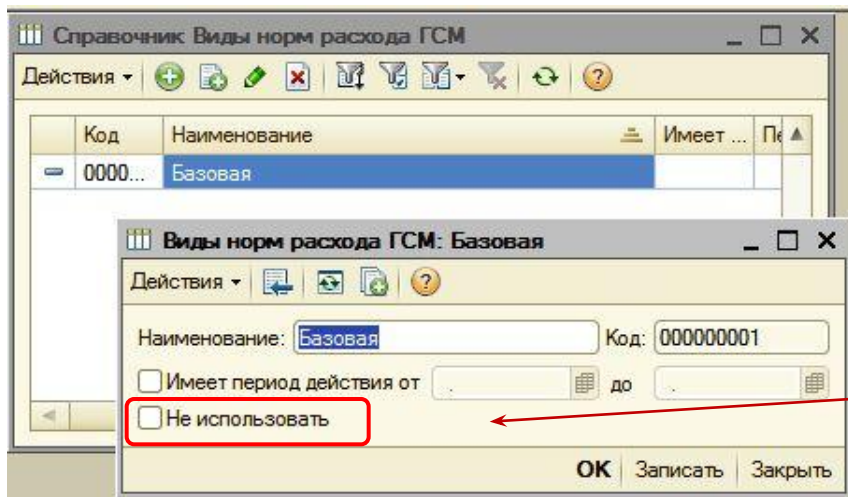 Справочник Виды норм расхода ГСМ
Действия
Код Наименование Имеет ... Пе
0000... Базовая
Виды норм расхода ГСМ: Базовая
Действия
Наименование: Базовая Код: 000000001
Имеет период действия от . до .
Не использовать
OK Записать Закрыть